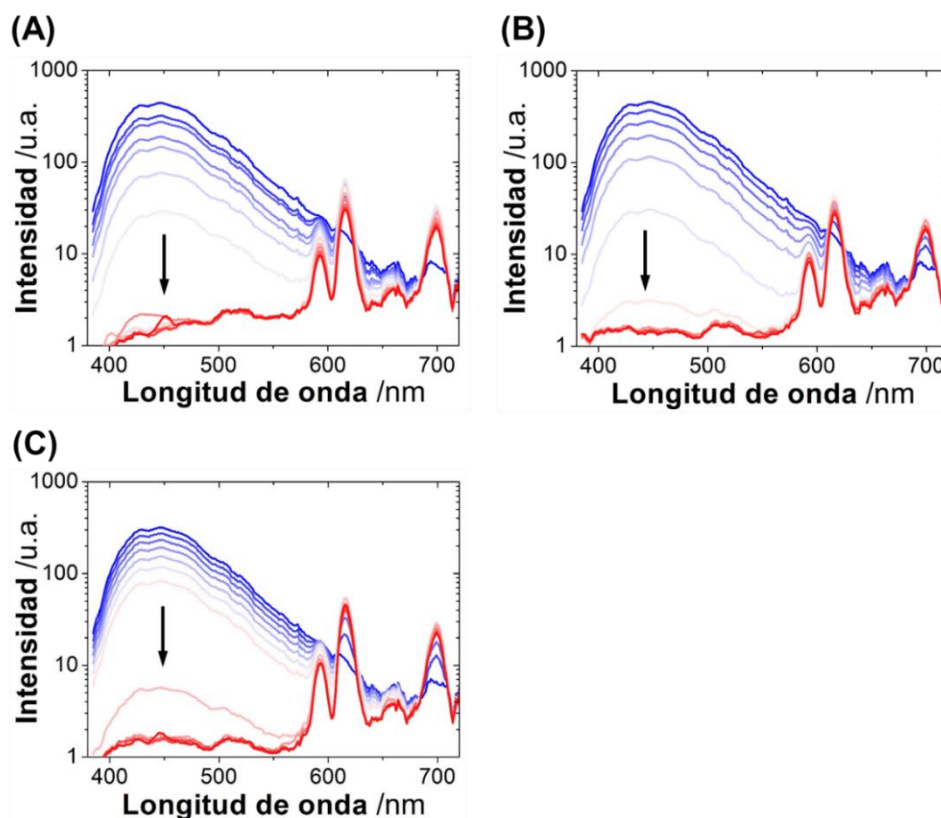 (A)
1000
100
10
1
Intensidad /u.a.
400 500 600 700
Longitud de onda /nm
(B)
1000
100
10
1
Intensidad /u.a.
400 500 600 700
Longitud de onda /nm
(C)
1000
100
10
1
Intensidad /u.a.
400 500 600 700
Longitud de onda /nm